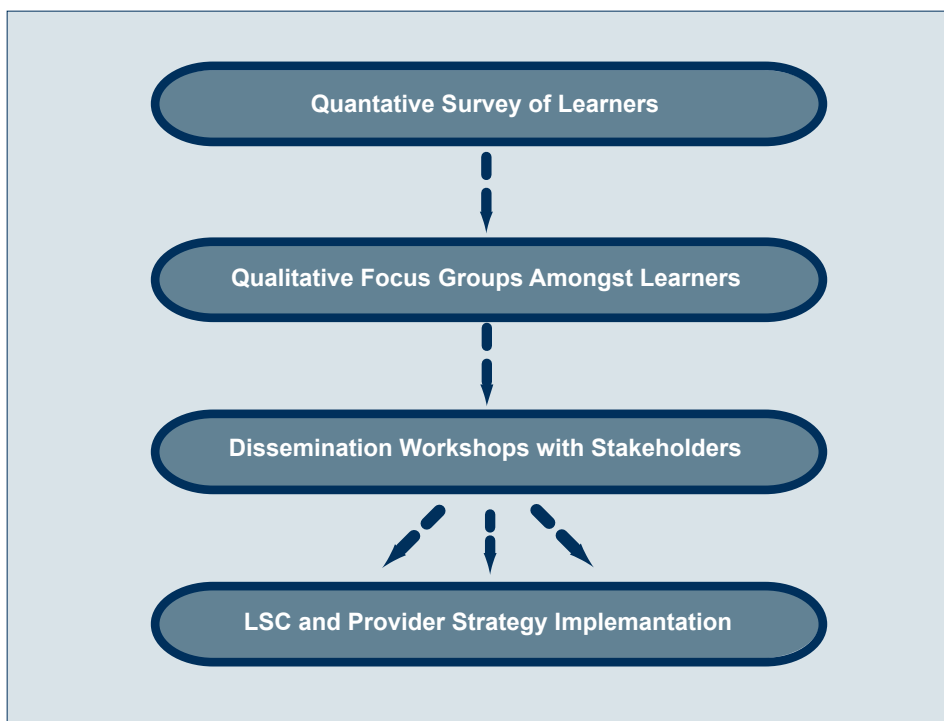 Quantative Survey of Learners
Qualitative Focus Groups Amongst Learners
Dissemination Workshops with Stakeholders
LSC and Provider Strategy Implemantation